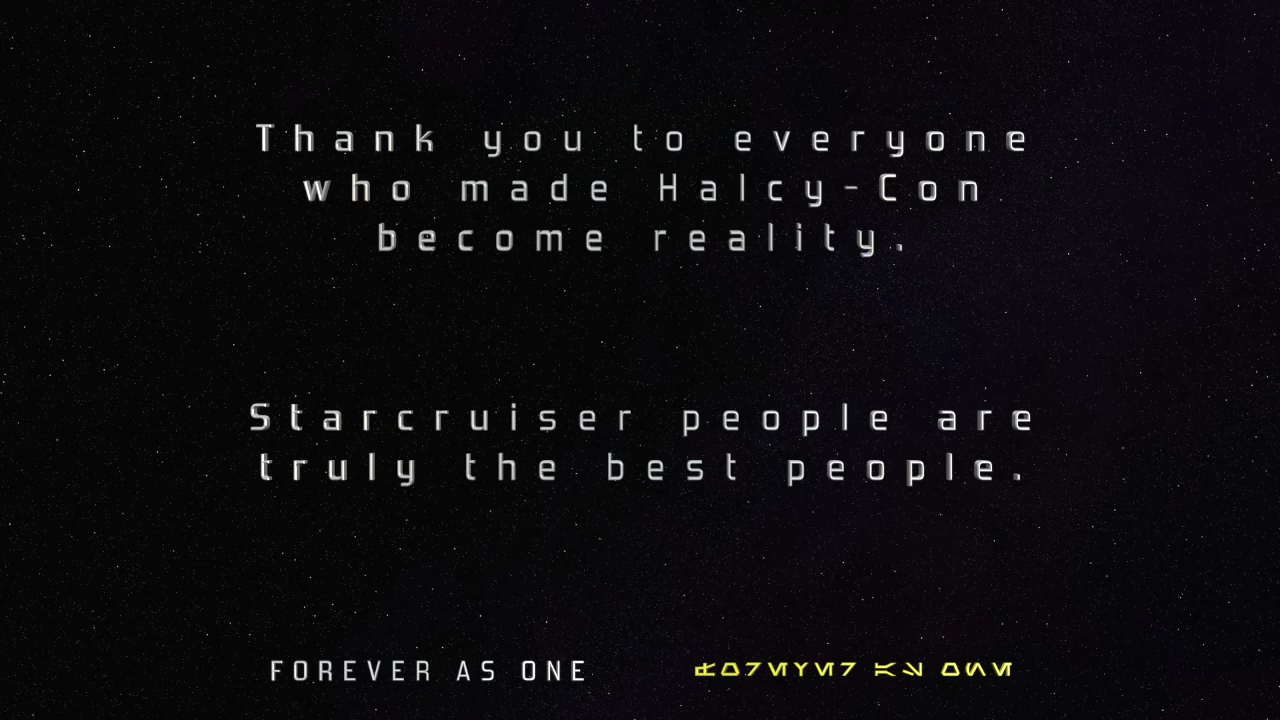 Thank you to everyone
who made Halcy-Con
become reality.
Starcruiser people are
truly the best people.
FOREVER AS ONE